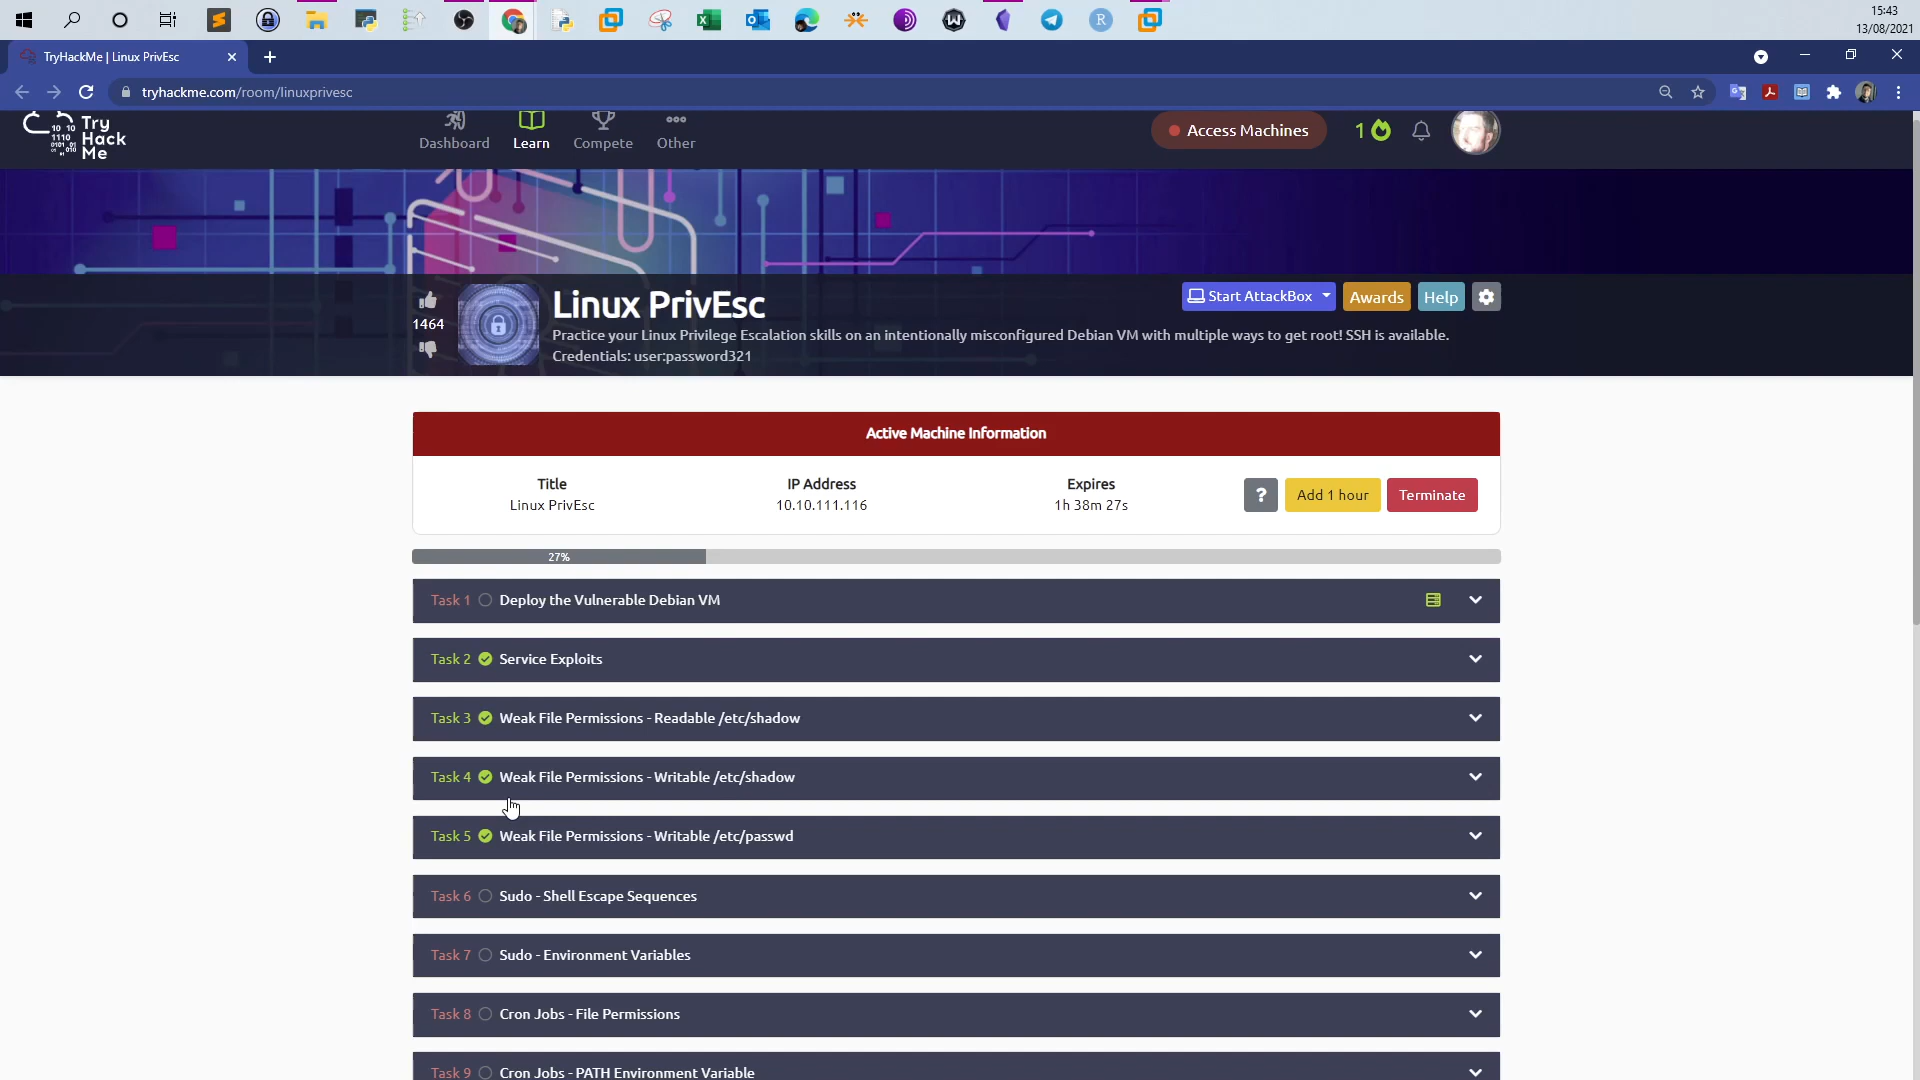 15:43
13/08/2021
TryHackMe | Linux PrivEsc
tryhackme.com/room/linuxprivesc
Try
Hack
Me
Dashboard
Learn
Compete
Other
Access Machines
1
Linux PrivEsc
Start AttackBox
Awards
Help
1464
Practice your Linux Privilege Escalation skills on an intentionally misconfigured Debian VM with multiple ways to get root! SSH is available.
Credentials: user:password321
Active Machine Information
Title
IP Address
Expires
Linux PrivEsc
10.10.111.116
1h 38m 27s
?
Add 1 hour
Terminate
27%
Task 1 Deploy the Vulnerable Debian VM
Task 2 Service Exploits
Task 3 Weak File Permissions - Readable /etc/shadow
Task 4 Weak File Permissions - Writable /etc/shadow
Task 5 Weak File Permissions - Writable /etc/passwd
Task 6 Sudo - Shell Escape Sequences
Task 7 Sudo - Environment Variables
Task 8 Cron Jobs - File Permissions
Task 9 Cron Jobs - PATH Environment Variable